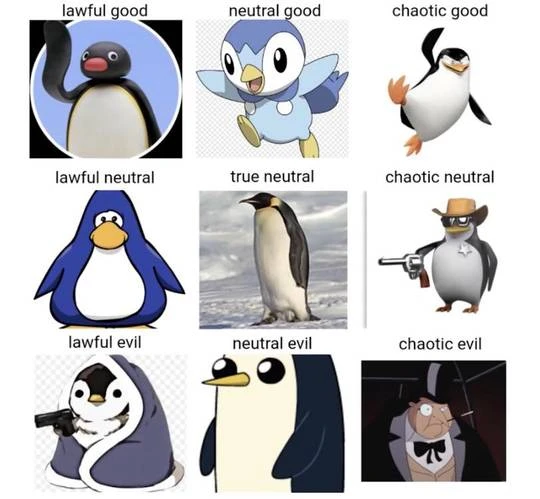 lawful good
neutral good
chaotic good
lawful neutral
true neutral
chaotic neutral
lawful evil
neutral evil
chaotic evil